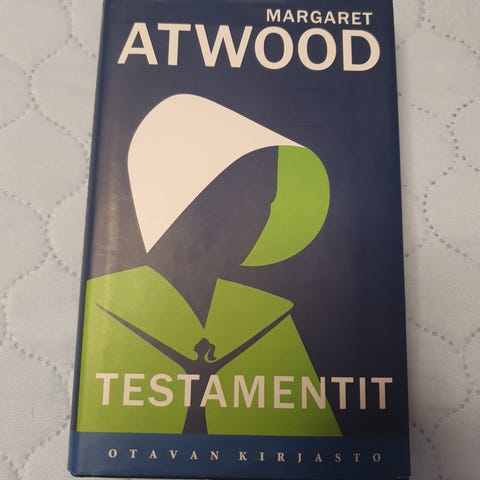 MARGARET
ATWOOD
TESTAMENTIT
OTAVAN KIRJASTO